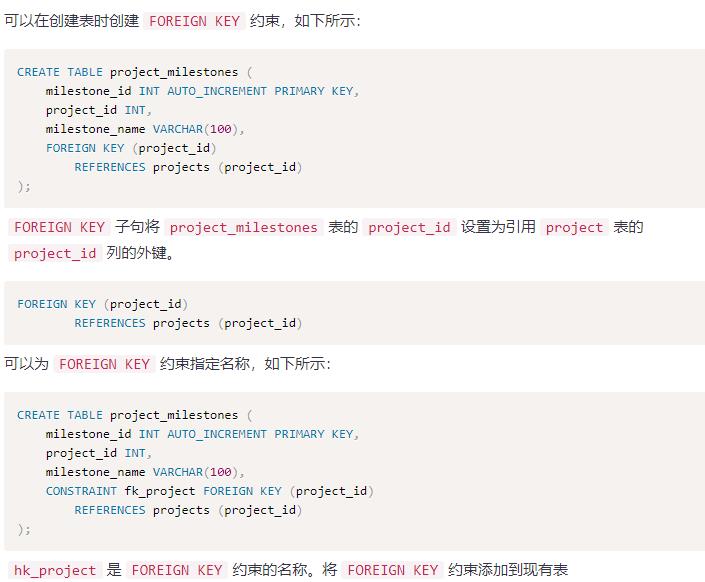 可以在创建表时创建 FOREIGN KEY 约束，如下所示：
CREATE TABLE project_milestones (
    milestone_id INT AUTO_INCREMENT PRIMARY KEY,
    project_id INT,
    milestone_name VARCHAR(100),
    FOREIGN KEY (project_id)
        REFERENCES projects (project_id)
);
FOREIGN KEY 子句将 project_milestones 表的 project_id 设置为引用 project 表的
project_id 列的外键。
FOREIGN KEY (project_id)
        REFERENCES projects (project_id)
可以为 FOREIGN KEY 约束指定名称，如下所示：
CREATE TABLE project_milestones (
    milestone_id INT AUTO_INCREMENT PRIMARY KEY,
    project_id INT,
    milestone_name VARCHAR(100),
    CONSTRAINT fk_project FOREIGN KEY (project_id)
        REFERENCES projects (project_id)
);
hk_project 是 FOREIGN KEY 约束的名称。将 FOREIGN KEY 约束添加到现有表